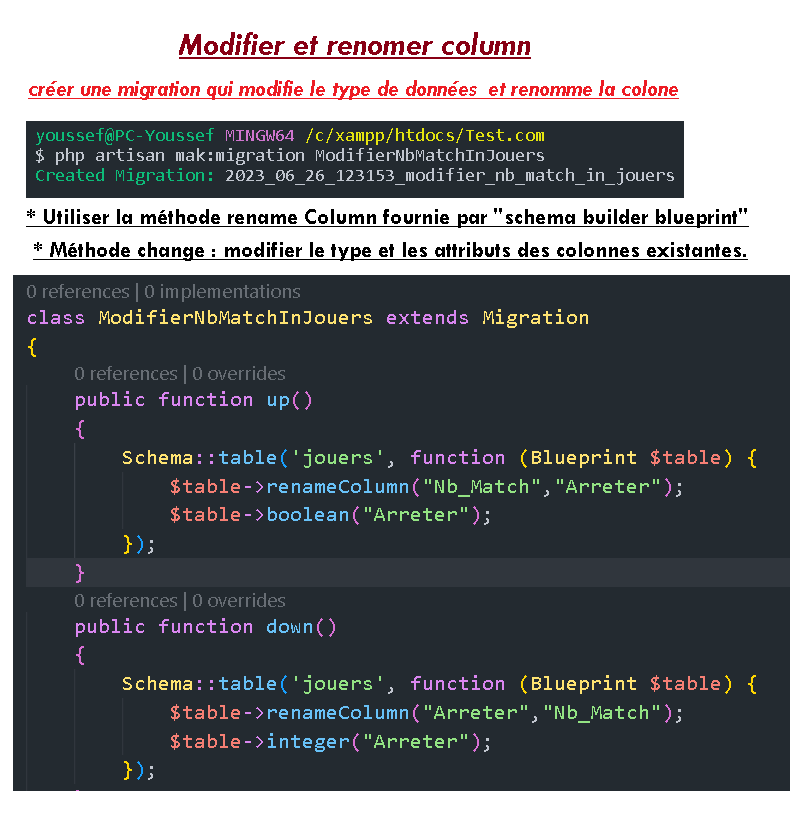 Modifier et renomer column
créer une migration qui modifie le type de données et renomme la colone
youssef@PC-Youssef MINGW64 /c/xampp/htdocs/Test.com
$ php artisan mak:migration ModifierNbMatchInJouers
Created Migration: 2023_06_26_123153_modifier_nb_match_in_jouers
* Utiliser la méthode rename Column fournie par "schema builder blueprint"
* Méthode change : modifier le type et les attributs des colonnes existantes.
0 references | 0 implementations
class ModifierNbMatchInJouers extends Migration
{
0 references | 0 overrides
public function up()
{
Schema::table('jouers', function (Blueprint $table) {
$table->renameColumn("Nb_Match","Arreter");
$table->boolean("Arreter");
});
}
0 references | 0 overrides
public function down()
{
Schema::table('jouers', function (Blueprint $table) {
$table->renameColumn("Arreter","Nb_Match");
$table->integer("Arreter");
});